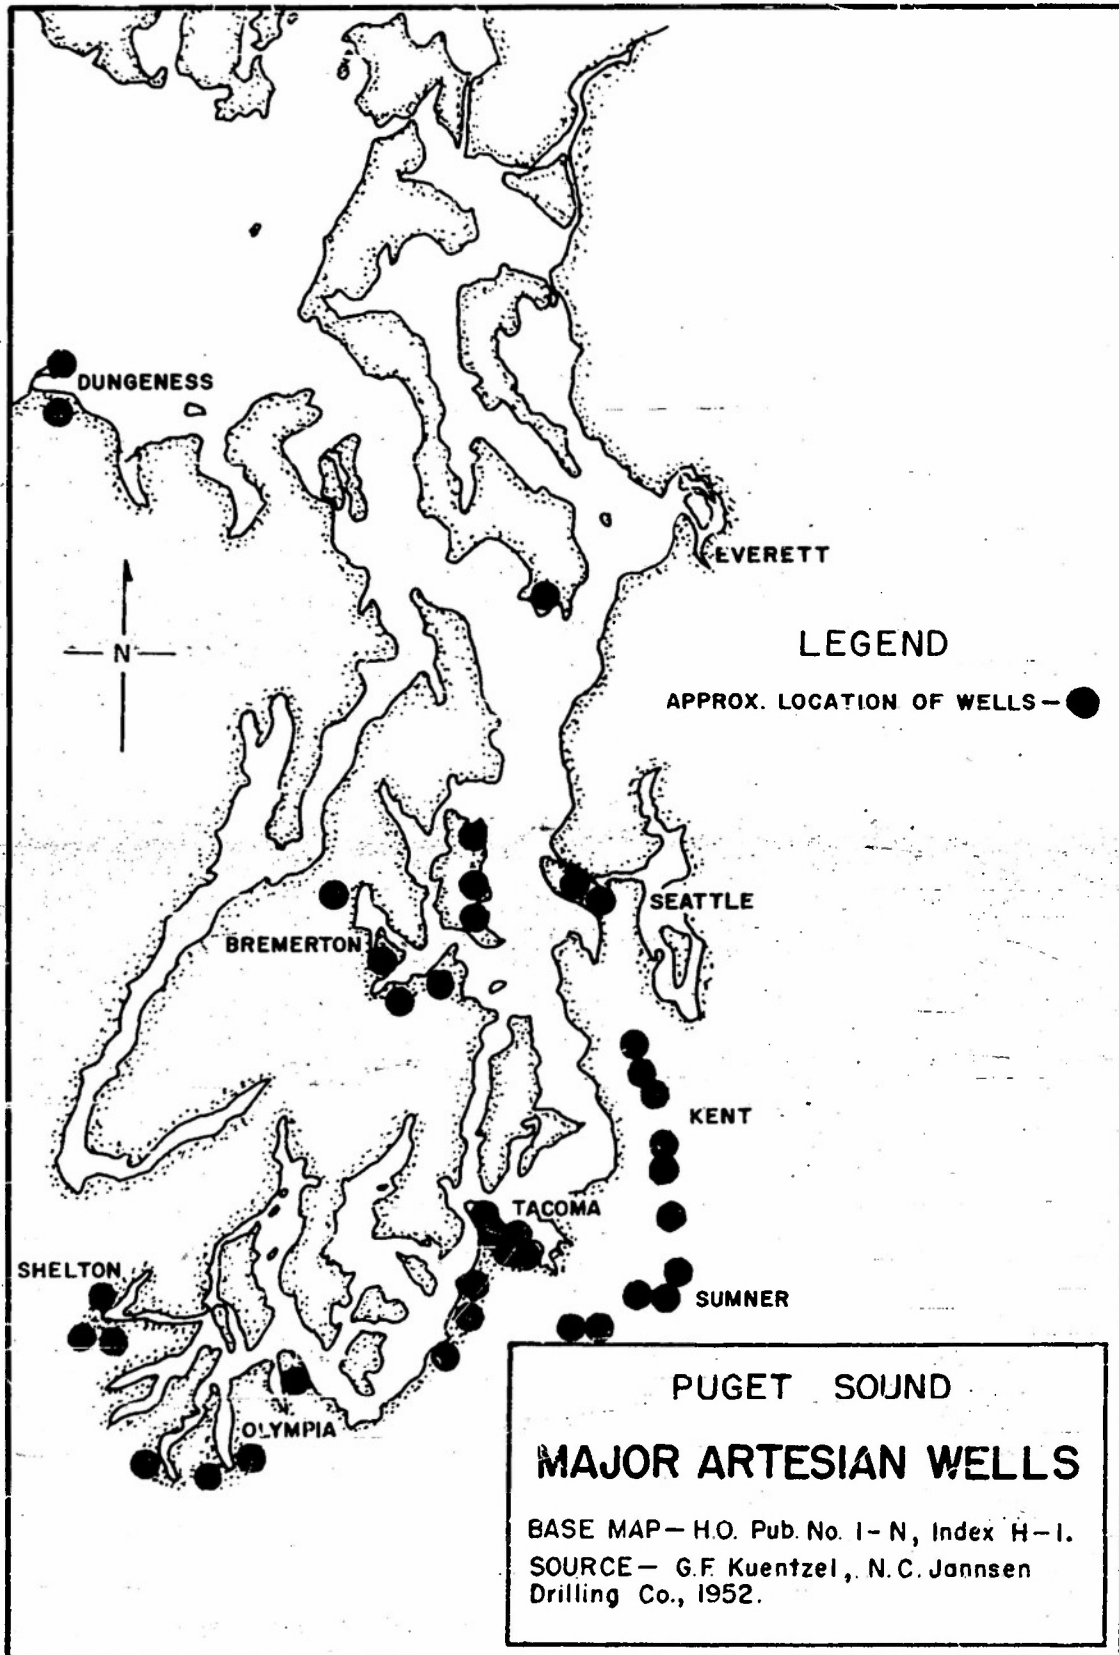 DUNGENESS
EVERETT
N
LEGEND
APPROX. LOCATION OF WELLS—
SEATTLE
BREMERTON
KENT
TACOMA
SHELTON
SUMNER
OLYMPIA
PUGET SOUND
MAJOR ARTESIAN WELLS
BASE MAP— H.O. Pub. No. 1-N, Index H-1.
SOURCE— G.F. Kuentzel, N.C. Jannsen
Drilling Co., 1952.